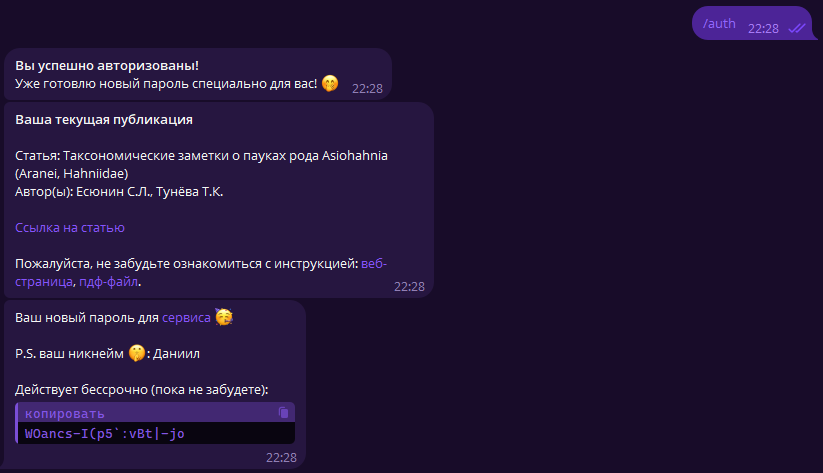 /auth 22:28
Вы успешно авторизованы!
Уже готовлю новый пароль специально для вас! 🤭
22:28
Ваша текущая публикация
Статья: Таксономические заметки о пауках рода Asiohahnia
(Aranei, Hahniidae)
Автор(ы): Есюнин С.Л., Тунёва Т.К.
Ссылка на статью
Пожалуйста, не забудьте ознакомиться с инструкцией: веб-
страница, пдф-файл.
22:28
Ваш новый пароль для сервиса 🥳
P.S. ваш никнейм 🤫: Даниил
Действует бессрочно (пока не забудете):
копировать
WOancs-I(p5`:vBt|-jo
22:28